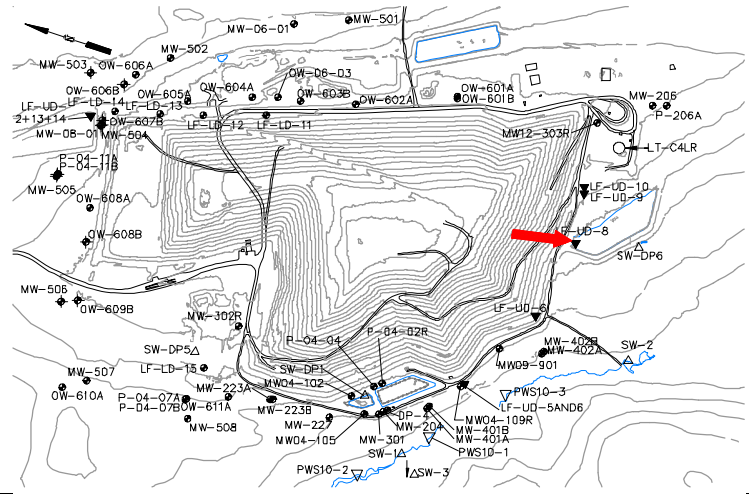 MW-501
MW-06-01
MW-502
MW-503
OW-606A
OW-06-03
OW-601A
OW-604A
OW-601B
OW-606B
OW-605A
OW-603B
OW-602A
MW-206
LF-UD-
LF-LD-14
LF-LD-13
P-206A
2+13+14
OW-607B
LF-LD-12
LF-LD-11
MW-08-01
MW-504
MW12-303R
LT-C4LR
P-04-11A
P-04-11B
MW-505
LF-UD-10
LF-UD-9
OW-608A
F-UD-8
OW-608B
SW-DP6
MW-506
OW-609B
LF-UD-6
MW-302R
P-04-02R
P-04-04
MW-402B
SW-2
SW-DP5
MW-402A
LF-LD-15
SW-DP1
MW09-901
MW-507
MW04-102
MW-223A
PWS10-3
OW-610A
P-04-07A
P-04-07B
OW-611A
MW-223B
LF-UD-5AND6
DP-4
MW04-109R
MW-227
MW-204
MW-401B
MW-508
MW04-105
MW-301
MW-401A
SW-1
PWS10-1
PWS10-2
SW-3